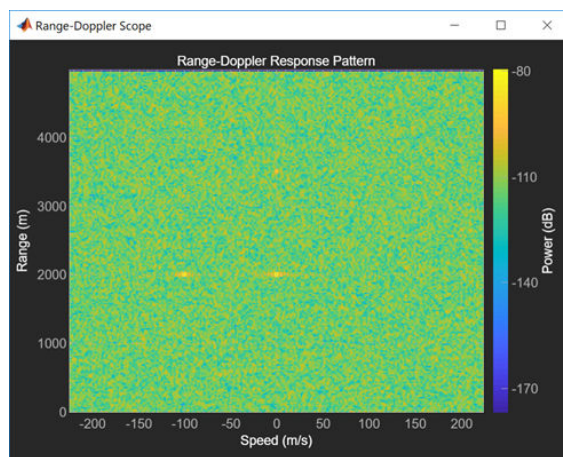 Range-Doppler Scope
Range-Doppler Response Pattern
Range (m)
4000
3000
2000
1000
0
-200 -150 -100 -50 0 50 100 150 200
Speed (m/s)
-80
-110
-140
-170
Power (dB)